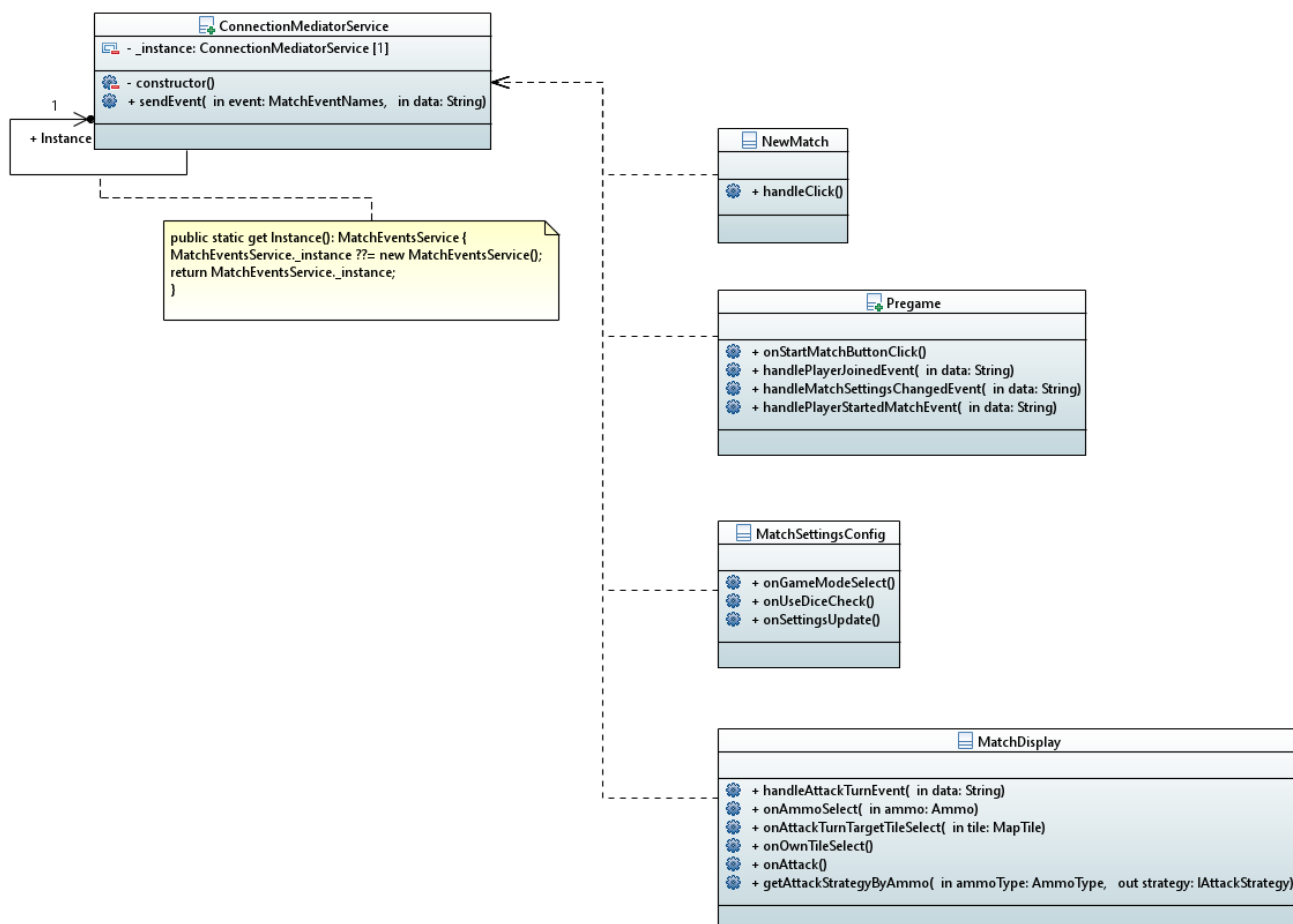 ConnectionMediatorService
- _instance: ConnectionMediatorService [1]
- constructor()
+ sendEvent( in event: MatchEventNames, in data: String)
1
+ Instance
public static get Instance(): MatchEventsService {
MatchEventsService._instance ??= new MatchEventsService();
return MatchEventsService._instance;
}
NewMatch
+ handleClick()
Pregame
+ onStartMatchButtonClick()
+ handlePlayerJoinedEvent( in data: String)
+ handleMatchSettingsChangedEvent( in data: String)
+ handlePlayerStartedMatchEvent( in data: String)
MatchSettingsConfig
+ onGameModeSelect()
+ onUseDiceCheck()
+ onSettingsUpdate()
MatchDisplay
+ handleAttackTurnEvent( in data: String)
+ onAmmoSelect( in ammo: Ammo)
+ onAttackTurnTargetTileSelect( in tile: MapTile)
+ onOwnTileSelect()
+ onAttack()
+ getAttackStrategyByAmmo( in ammoType: AmmoType, out strategy: IAttackStrategy)